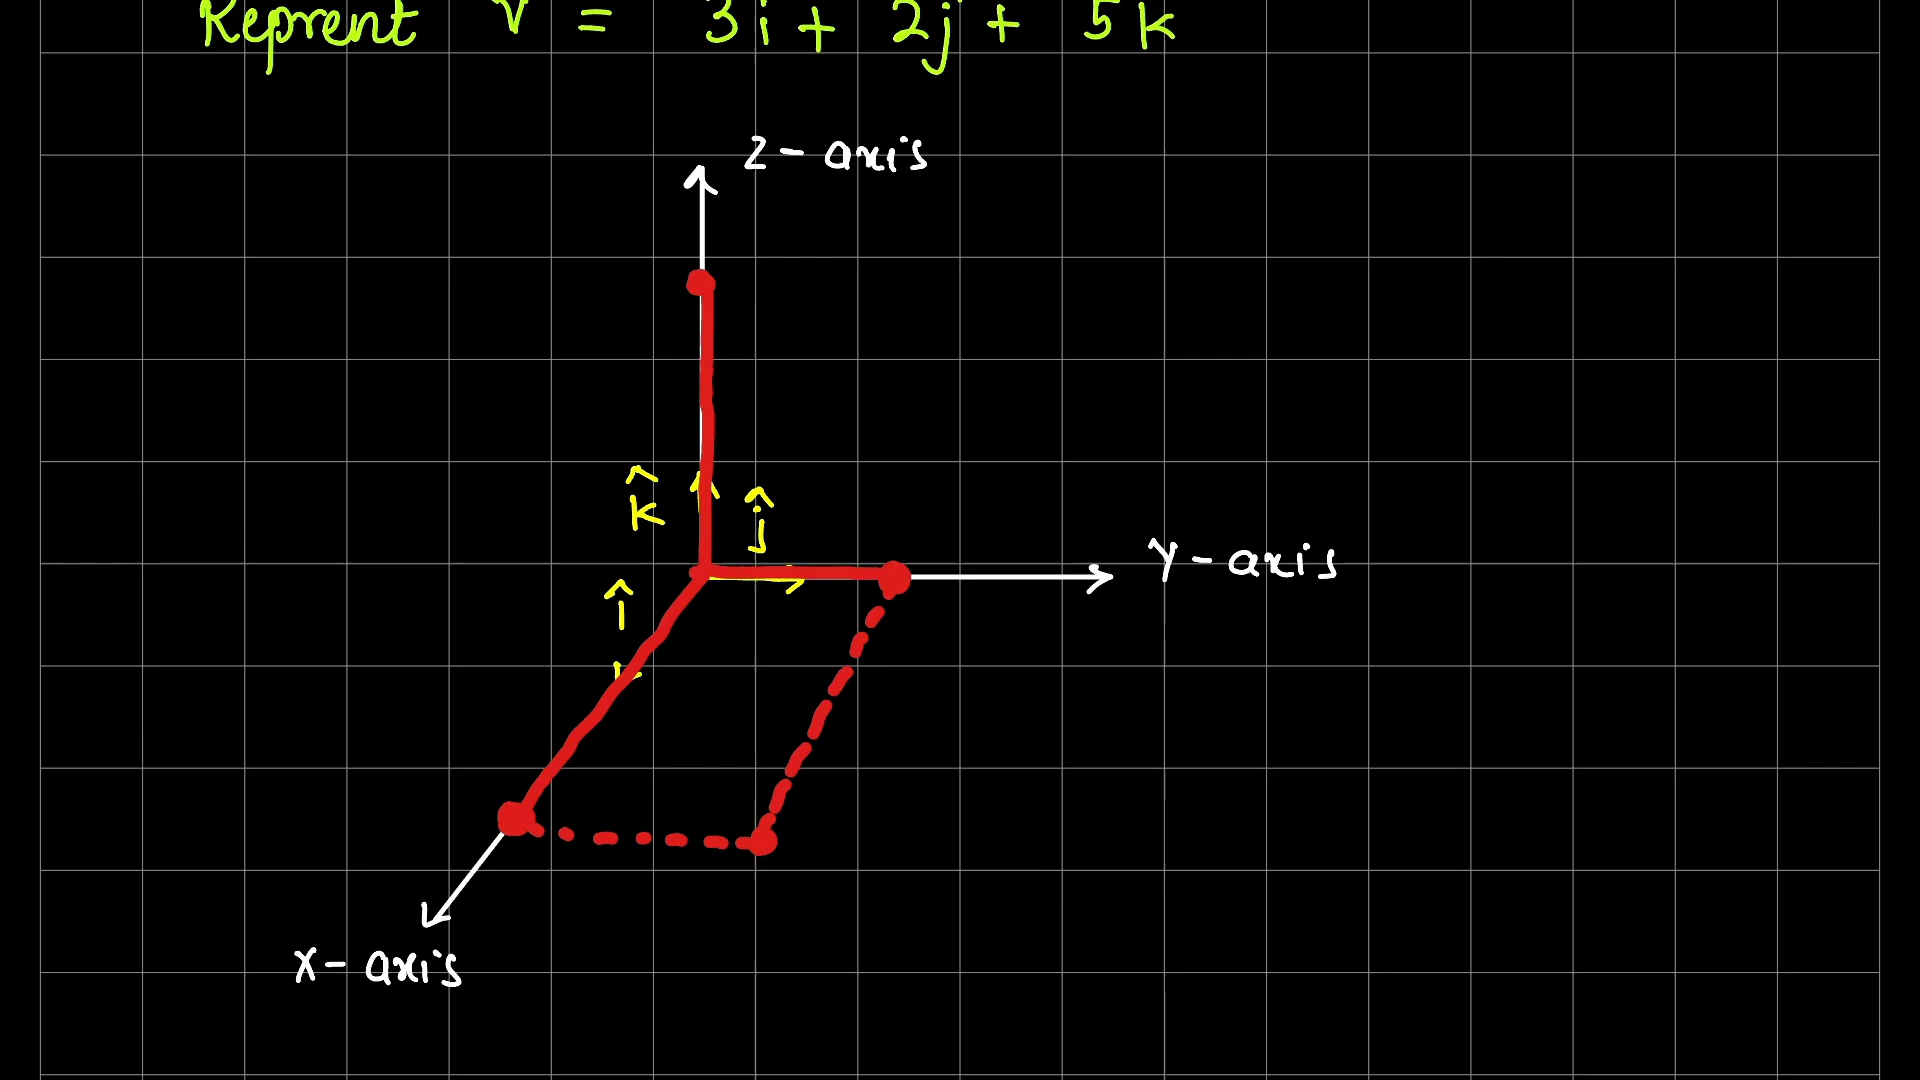 Reprent V = 3i + 2j + 5k
z-axis
k̂
ĵ
y-axis
î
x-axis